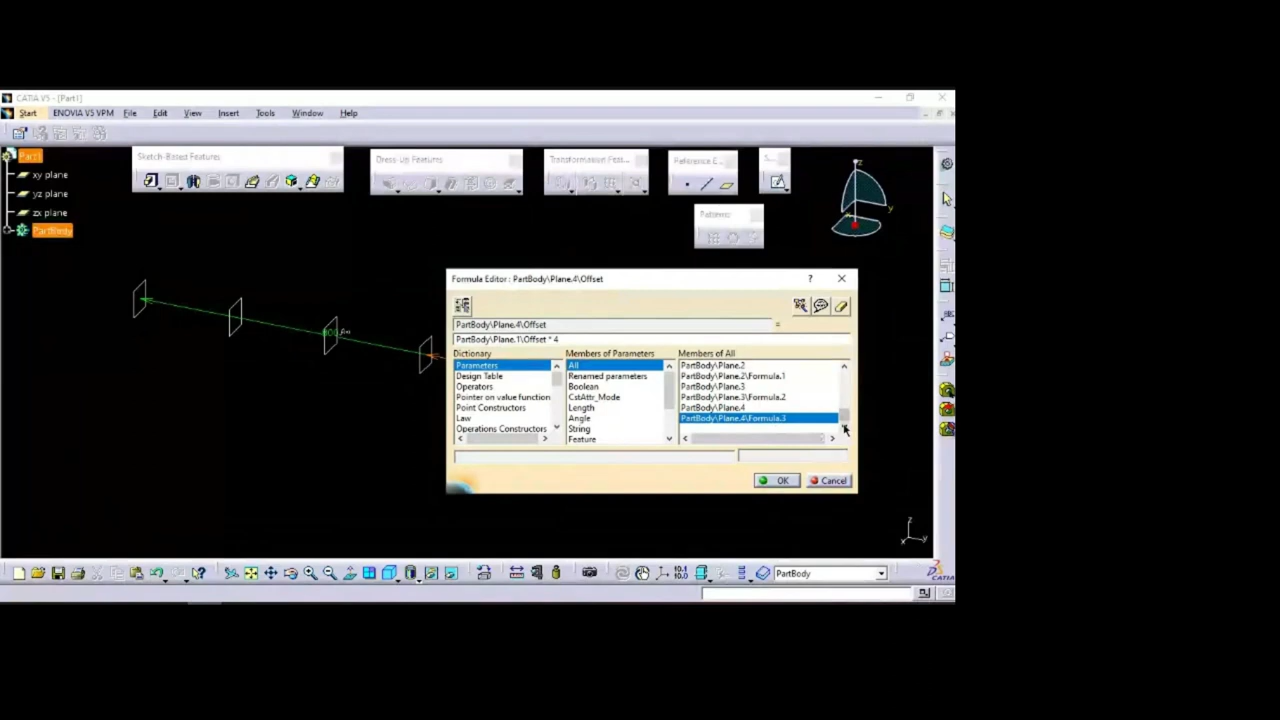 CATIA V5 - [Part1]
Start ENOVIA V5 VPM File Edit View Insert Tools Window Help
Part1
xy plane
yz plane
zx plane
PartBody
Sketch-Based Features
Dress-Up Features
Transformation Feat...
Reference E...
S...
Patterns
z
y
x
Formula Editor : PartBody\Plane.4\Offset
?
PartBody\Plane.4\Offset =
PartBody\Plane.1\Offset * 4
Dictionary
Parameters
Design Table
Operators
Pointer on value function
Point Constructors
Law
Operations Constructors
Members of Parameters
All
Renamed parameters
Boolean
CstAttr_Mode
Length
Angle
String
Feature
Members of All
PartBody\Plane.2
PartBody\Plane.2\Formula.1
PartBody\Plane.3
PartBody\Plane.3\Formula.2
PartBody\Plane.4
PartBody\Plane.4\Formula.3
OK Cancel
z
x y
10.1
10.0
PartBody
CATIA